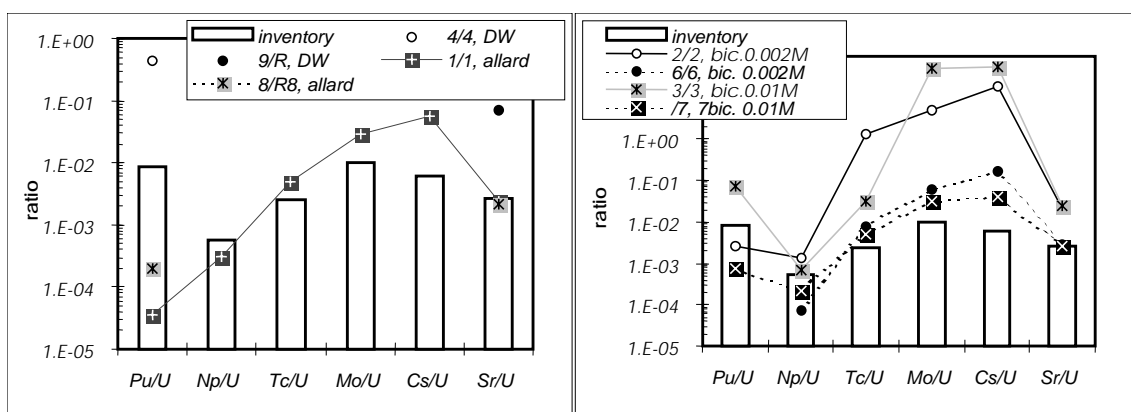 inventory
4/4, DW
9/R, DW
1/1, allard
8/R8, allard
1.E+00
1.E-01
1.E-02
1.E-03
1.E-04
1.E-05
ratio
Pu/U Np/U Tc/U Mo/U Cs/U Sr/U
inventory
2/2, bic.0.002M
6/6, bic. 0.002M
3/3, bic.0.01M
/7, 7bic. 0.01M
1.E+00
1.E-01
1.E-02
1.E-03
1.E-04
1.E-05
ratio
Pu/U Np/U Tc/U Mo/U Cs/U Sr/U